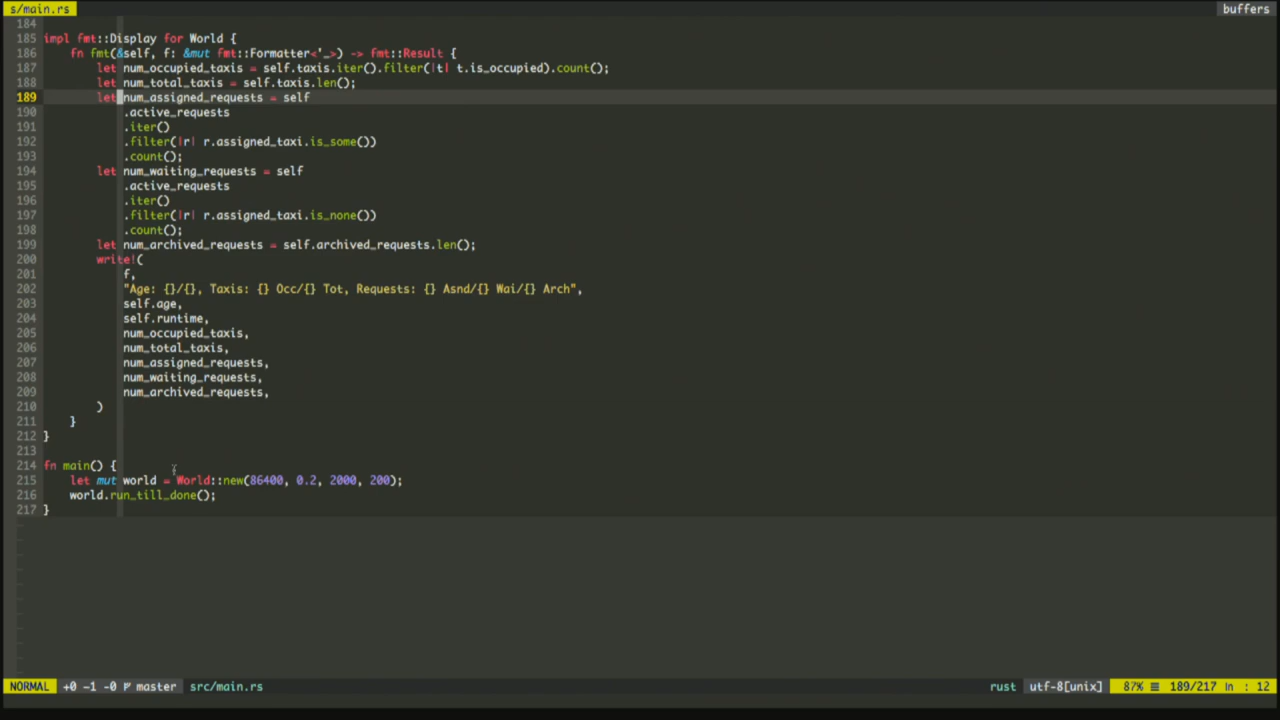 s/main.rs buffers
184
185 impl fmt::Display for World {
186     fn fmt(&self, f: &mut fmt::Formatter<'_>) -> fmt::Result {
187         let num_occupied_taxis = self.taxis.iter().filter(|t| t.is_occupied).count();
188         let num_total_taxis = self.taxis.len();
189         let num_assigned_requests = self
190             .active_requests
191             .iter()
192             .filter(|r| r.assigned_taxi.is_some())
193             .count();
194         let num_waiting_requests = self
195             .active_requests
196             .iter()
197             .filter(|r| r.assigned_taxi.is_none())
198             .count();
199         let num_archived_requests = self.archived_requests.len();
200         write!(
201             f,
202             "Age: {}/{}, Taxis: {} Occ/{} Tot, Requests: {} Asnd/{} Wai/{} Arch",
203             self.age,
204             self.runtime,
205             num_occupied_taxis,
206             num_total_taxis,
207             num_assigned_requests,
208             num_waiting_requests,
209             num_archived_requests,
210         )
211     }
212 }
213
214 fn main() {
215     let mut world = World::new(86400, 0.2, 2000, 200);
216     world.run_till_done();
217 }
NORMAL +0 ~1 -0 master src/main.rs rust utf-8[unix] 87% ☰ 189/217 ln : 12